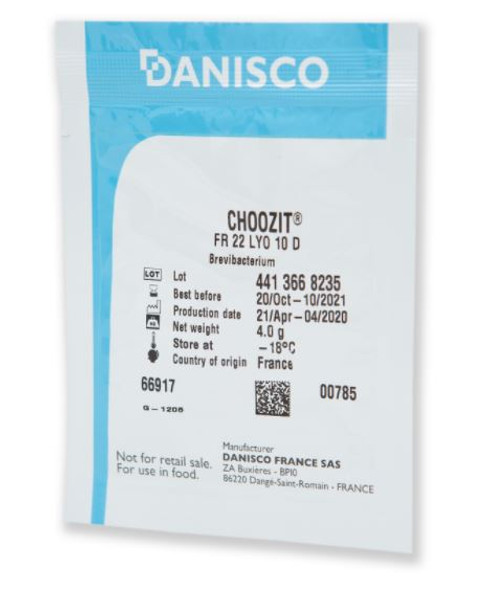 DANISCO
CHOOZIT®
FR 22 LYO 10 D
Brevibacterium
LOT Lot 441 366 8235
Best before 20/Oct-10/2021
Production date 21/Apr-04/2020
Net weight 4.0 g
Store at -18°C
Country of origin France
66917 00785
G-1205
Not for retail sale.
For use in food.
Manufacturer
DANISCO FRANCE SAS
ZA Buxières - BP10
86220 Dangé-Saint-Romain - FRANCE